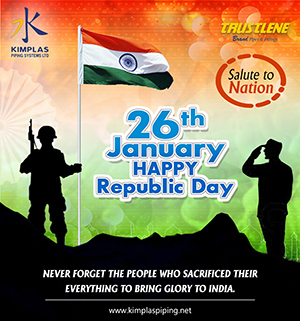 KIMPLAS
PIPING SYSTEMS LTD
TRUSTLENE
Salute to
Nation
26th
January
HAPPY
Republic Day
NEVER FORGET THE PEOPLE WHO SACRIFICED THEIR
EVERYTHING TO BRING GLORY TO INDIA.
www.kimplaspiping.net